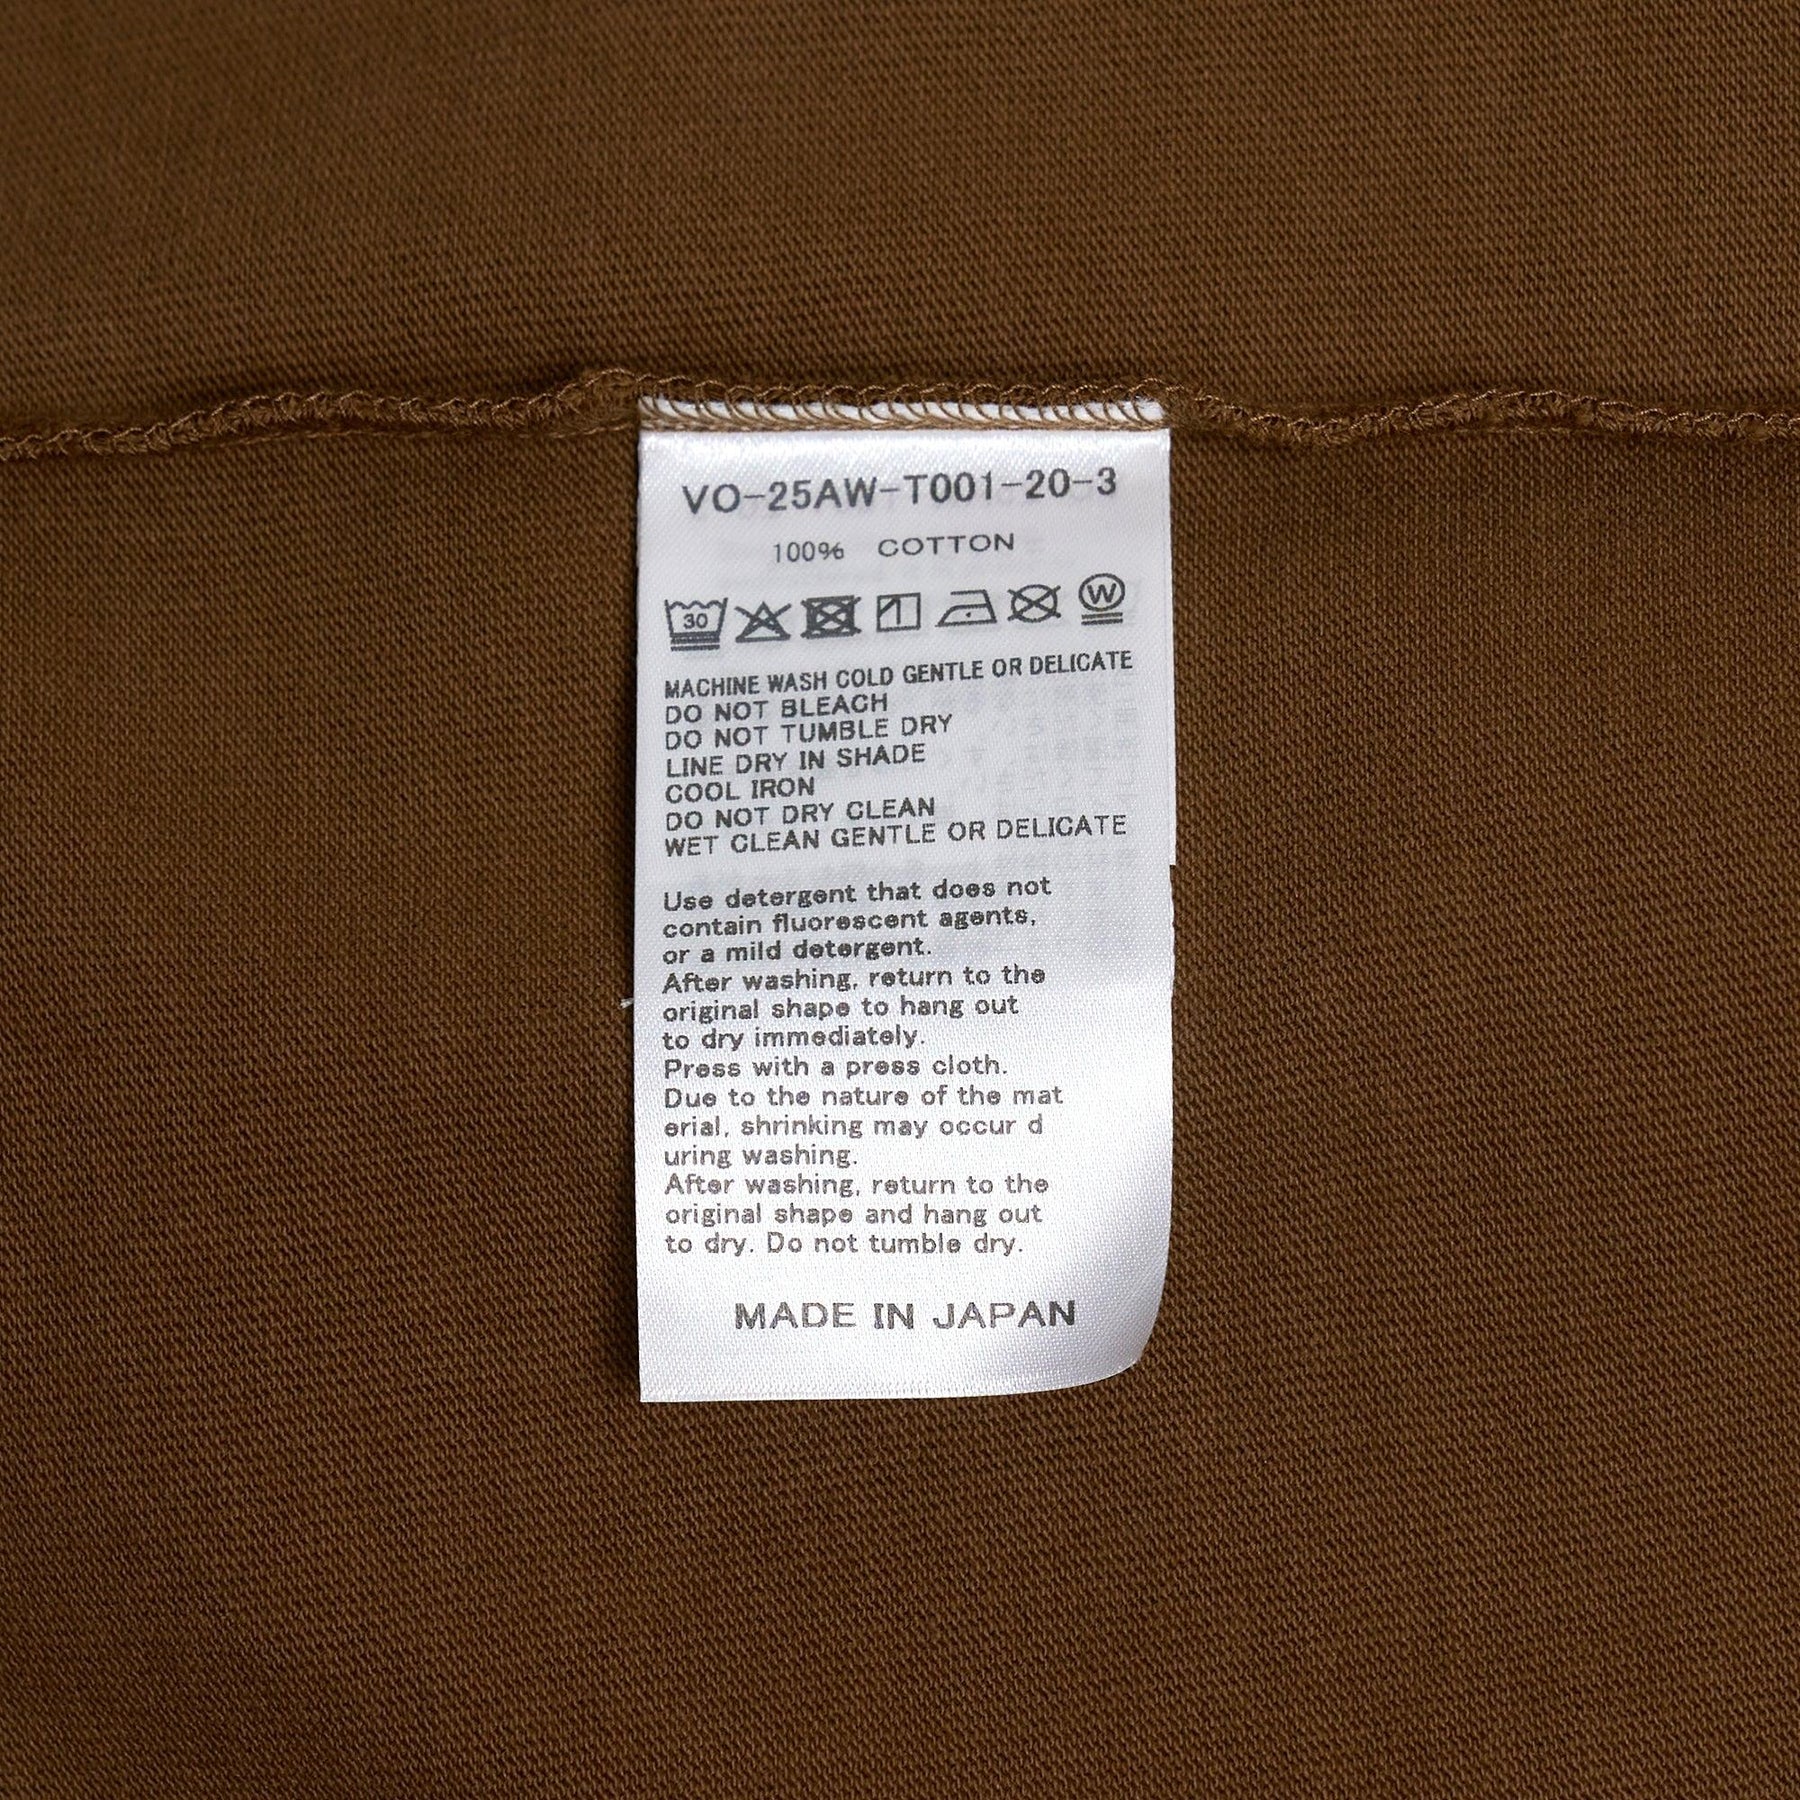 VO-25AW-T001-20-3
100% COTTON
30 W
MACHINE WASH COLD GENTLE OR DELICATE
DO NOT BLEACH
DO NOT TUMBLE DRY
LINE DRY IN SHADE
COOL IRON
DO NOT DRY CLEAN
WET CLEAN GENTLE OR DELICATE
Use detergent that does not
contain fluorescent agents,
or a mild detergent.
After washing, return to the
original shape to hang out
to dry immediately.
Press with a press cloth.
Due to the nature of the mat
erial, shrinking may occur d
uring washing.
After washing, return to the
original shape and hang out
to dry. Do not tumble dry.
MADE IN JAPAN